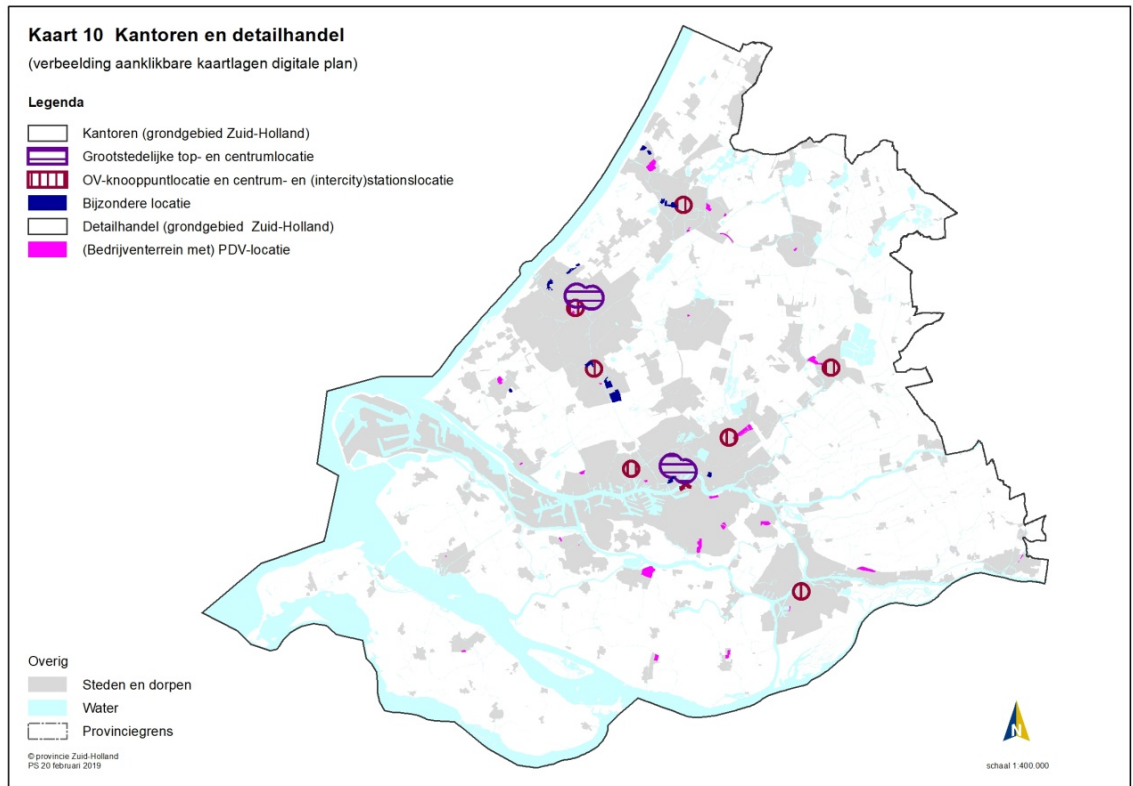 Kaart 10 Kantoren en detailhandel
(verbeelding aanklikbare kaartlagen digitale plan)
Legenda
Kantoren (grondgebied Zuid-Holland)
Grootstedelijke top- en centrumlocatie
OV-knooppuntlocatie en centrum- en (intercity)stationslocatie
Bijzondere locatie
Detailhandel (grondgebied Zuid-Holland)
(Bedrijventerrein met) PDV-locatie
Overig
Steden en dorpen
Water
Provinciegrens
© provincie Zuid-Holland
PS 20 februari 2019
N
schaal 1:400.000